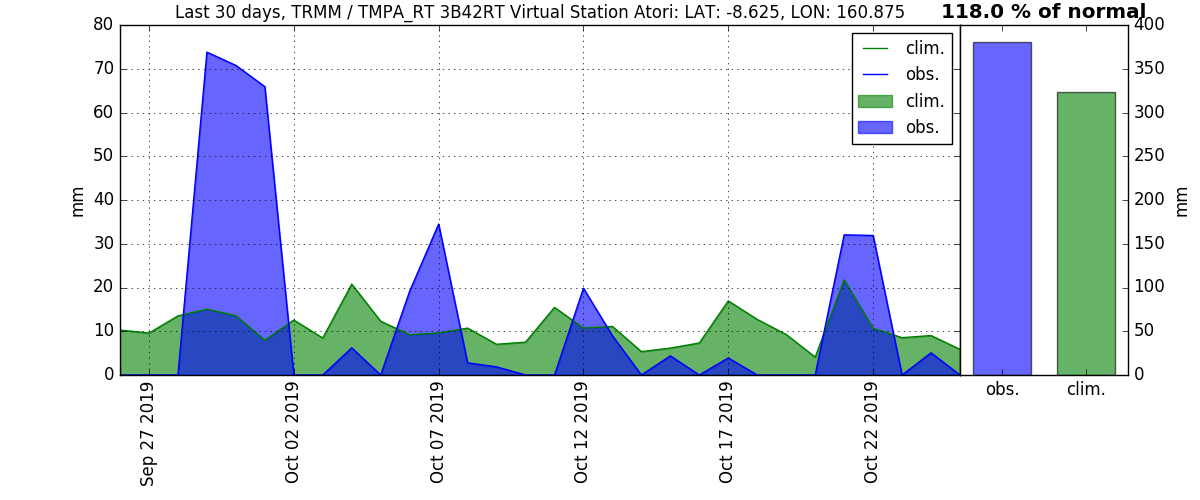 Last 30 days, TRMM / TMPA_RT 3B42RT Virtual Station Atori: LAT: -8.625, LON: 160.875
118.0 % of normal
80
70
60
50
40
30
20
10
0
mm
Sep 27 2019
Oct 02 2019
Oct 07 2019
Oct 12 2019
Oct 17 2019
Oct 22 2019
clim.
obs.
clim.
obs.
400
350
300
250
200
150
100
50
0
mm
obs.
clim.